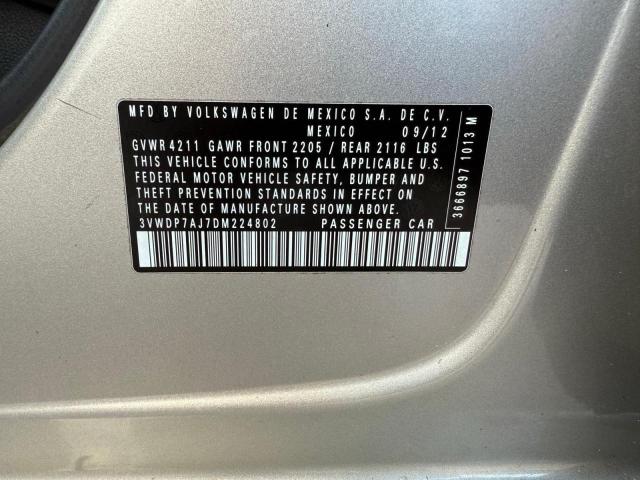 MFD BY VOLKSWAGEN DE MEXICO S.A. DE C.V.
MEXICO 09/12
GVWR 4211 GAWR FRONT 2205 / REAR 2116 LBS
THIS VEHICLE CONFORMS TO ALL APPLICABLE U.S.
FEDERAL MOTOR VEHICLE SAFETY, BUMPER AND
THEFT PREVENTION STANDARDS IN EFFECT ON
THE DATE OF MANUFACTURE SHOWN ABOVE.
3VWDP7AJ7DM224802 PASSENGER CAR
3666897 1013 M